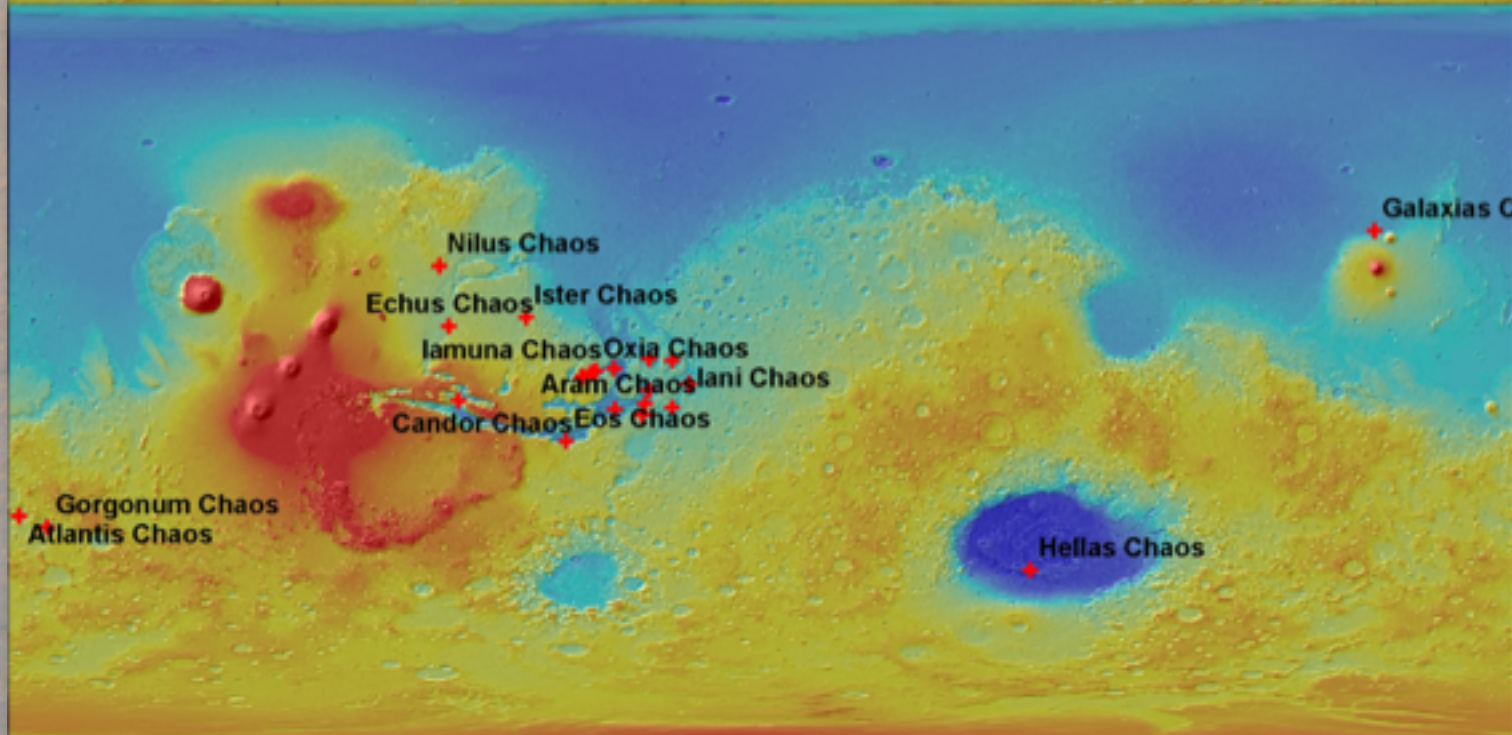 Galaxias C
Nilus Chaos
Ister Chaos
Echus Chaos
Iamuna Chaos
Oxia Chaos
Aram Chaos
Iani Chaos
Candor Chaos
Eos Chaos
Gorgonum Chaos
Atlantis Chaos
Hellas Chaos